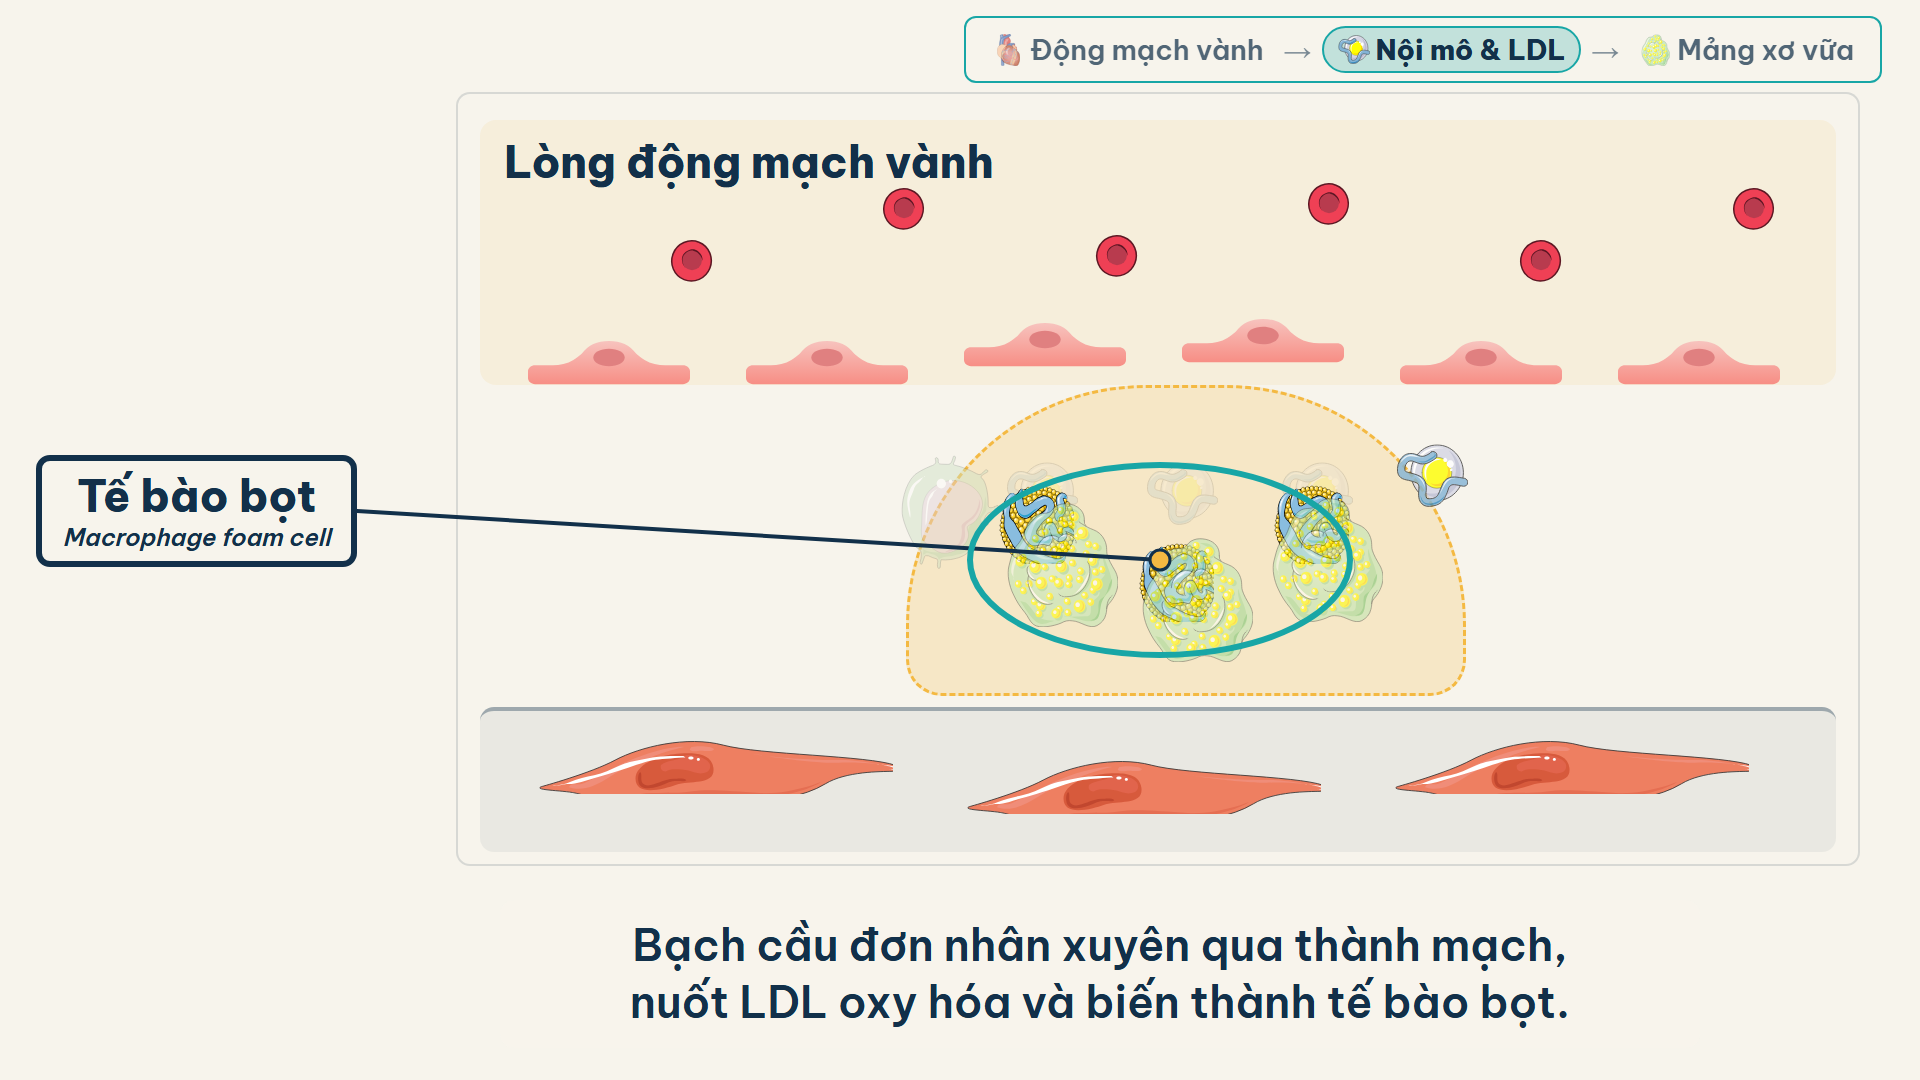 Động mạch vành → Nội mô & LDL → Mảng xơ vữa
Lòng động mạch vành
Tế bào bọt
Macrophage foam cell
Bạch cầu đơn nhân xuyên qua thành mạch,
nuốt LDL oxy hóa và biến thành tế bào bọt.